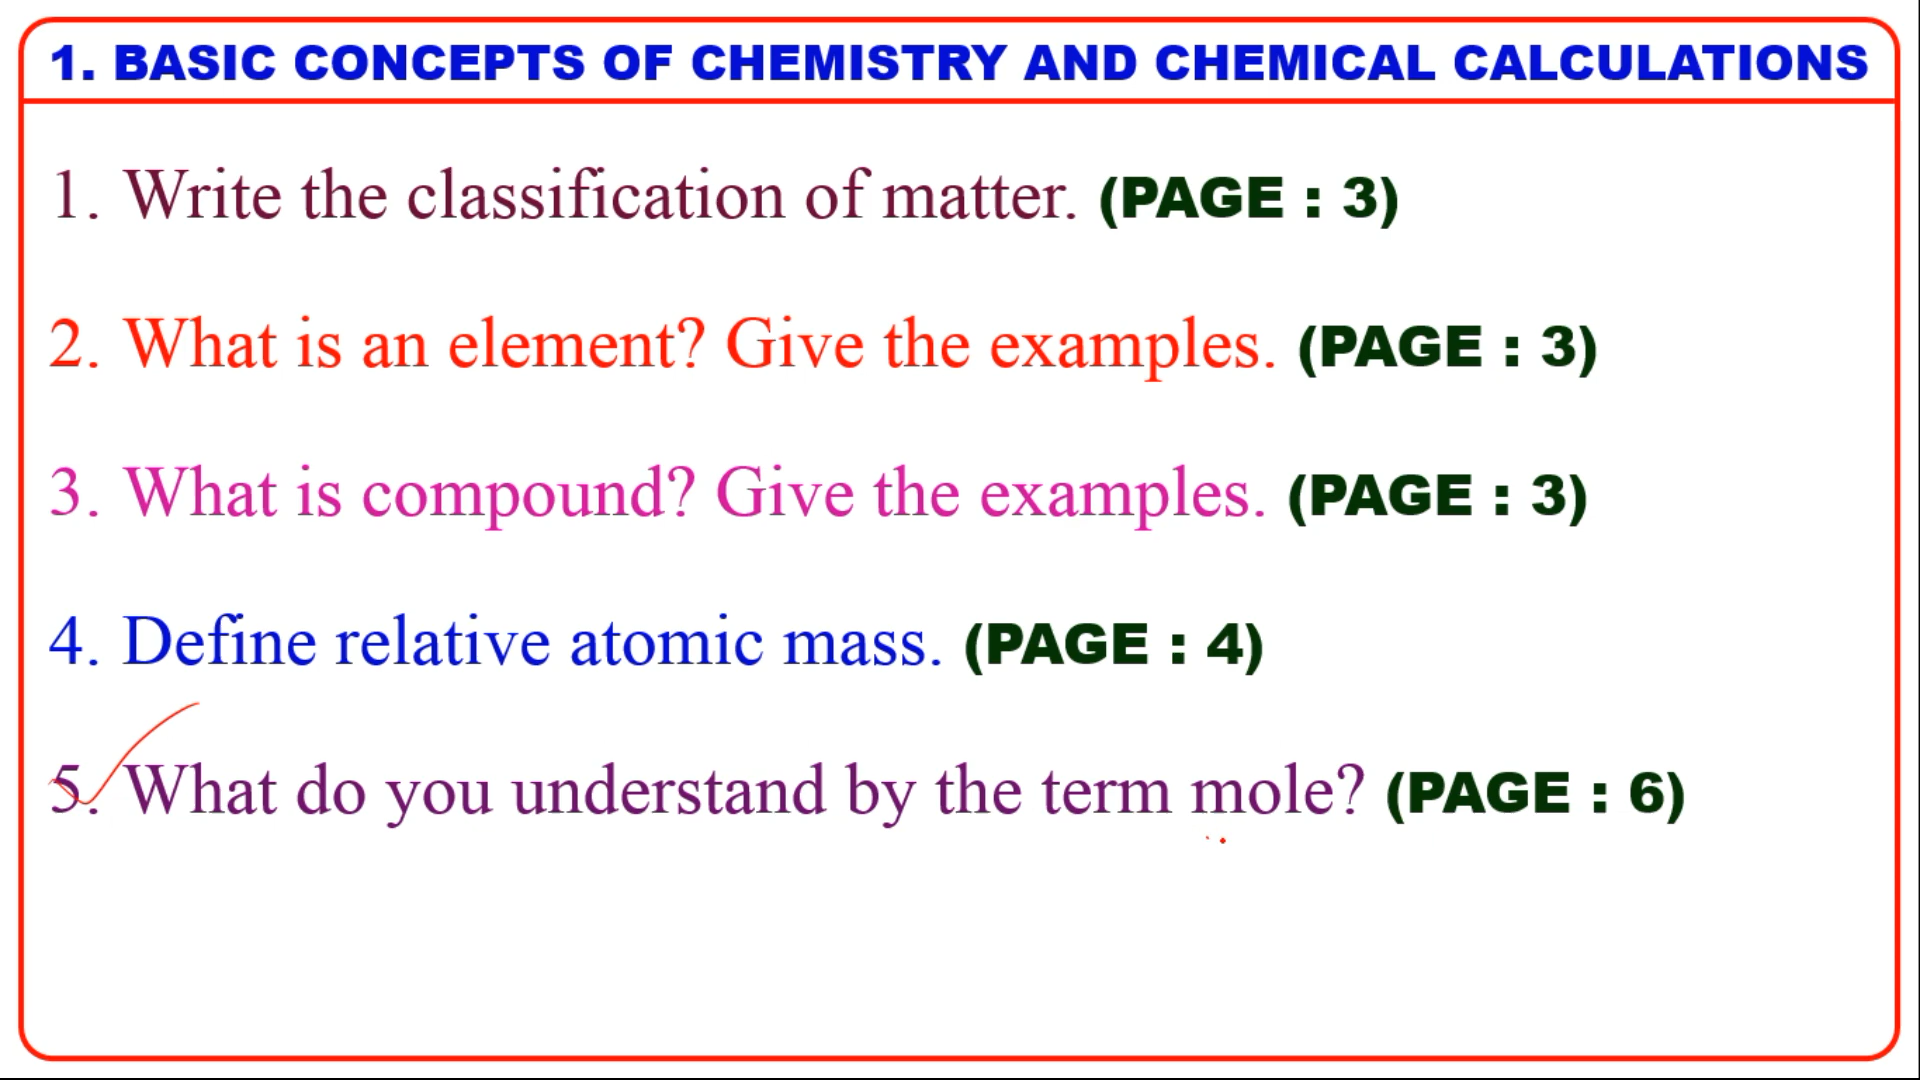 1. BASIC CONCEPTS OF CHEMISTRY AND CHEMICAL CALCULATIONS
1. Write the classification of matter. (PAGE : 3)
2. What is an element? Give the examples. (PAGE : 3)
3. What is compound? Give the examples. (PAGE : 3)
4. Define relative atomic mass. (PAGE : 4)
5. What do you understand by the term mole? (PAGE : 6)